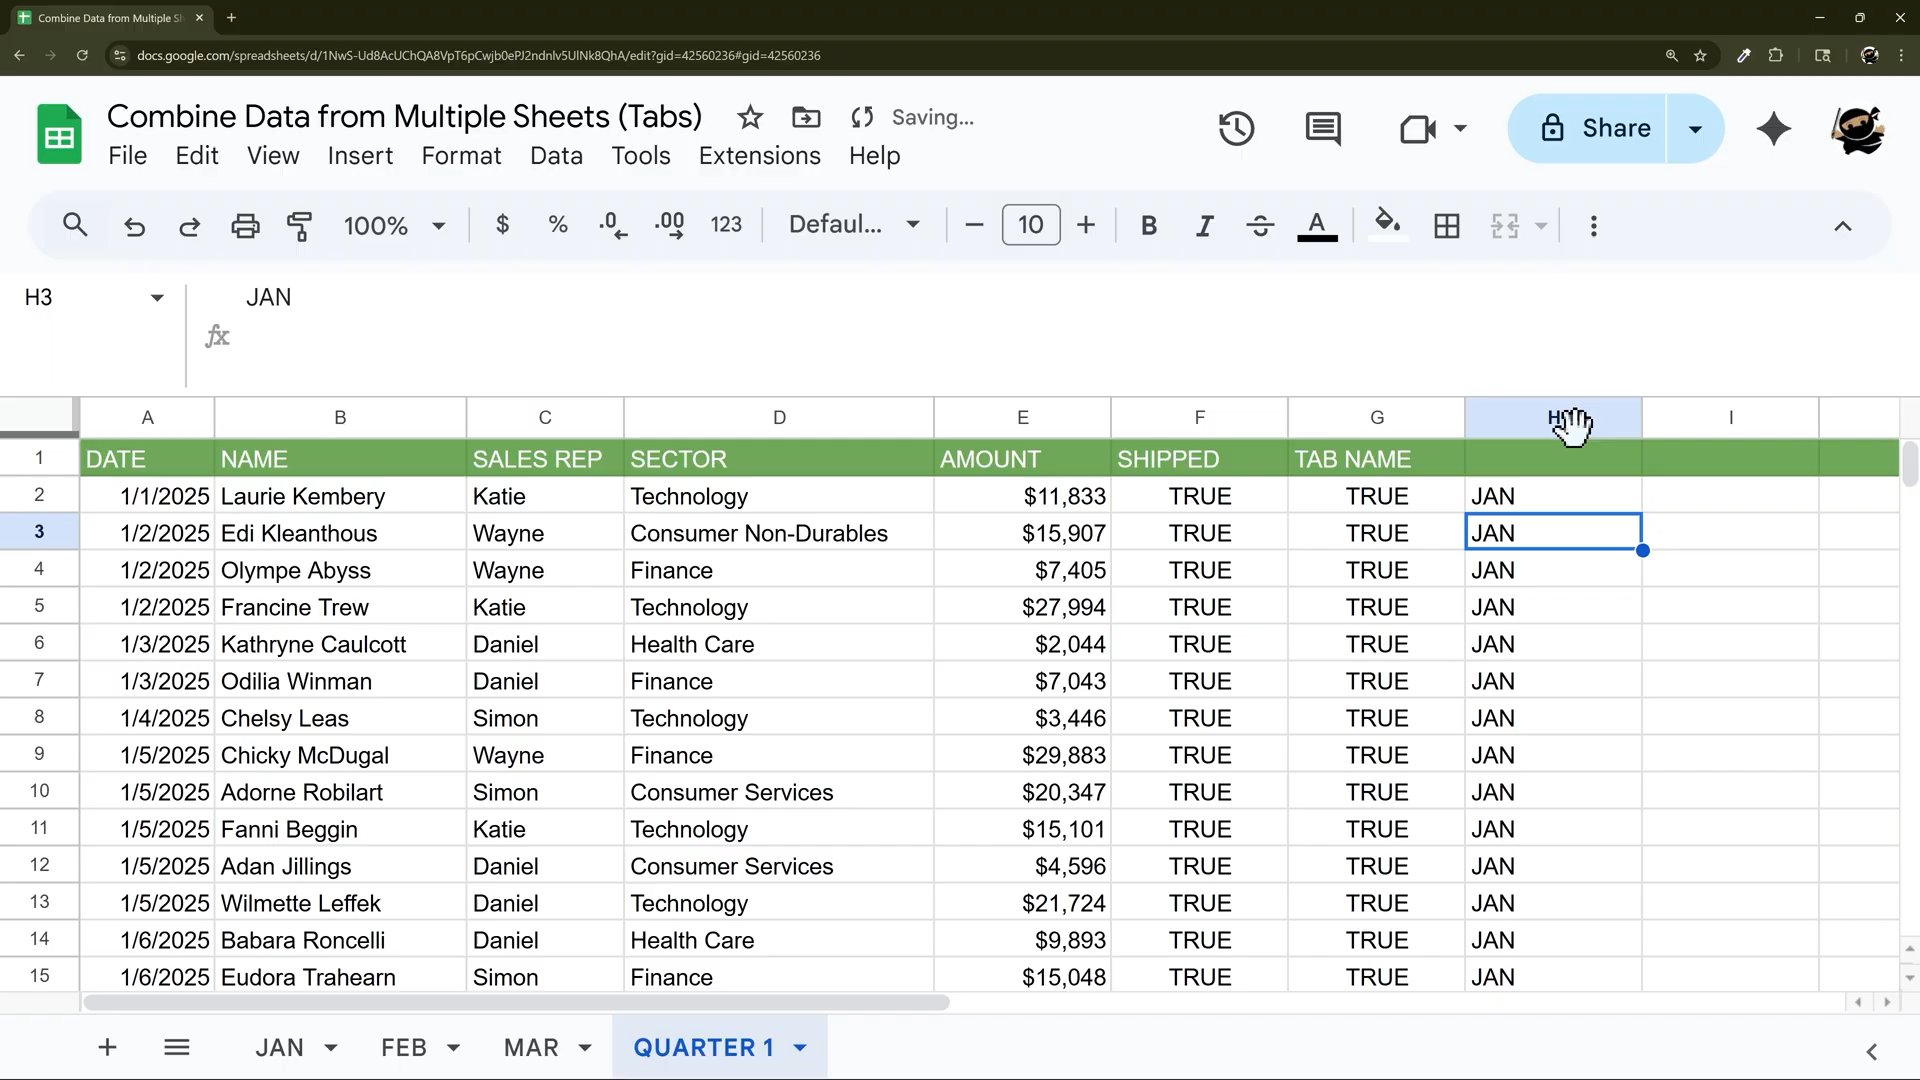 Combine Data from Multiple Sh
docs.google.com/spreadsheets/d/1NwS-Ud8AcUChQA8VpT6pCwjb0ePJ2ndnlv5UlNk8QhA/edit?gid=42560236#gid=42560236
Combine Data from Multiple Sheets (Tabs) Saving...
File Edit View Insert Format Data Tools Extensions Help
Share
100% $ % .0 .00 123 Defaul... 10 B I A
H3 JAN
fx
A B C D E F G H I
1 DATE NAME SALES REP SECTOR AMOUNT SHIPPED TAB NAME
2 1/1/2025 Laurie Kembery Katie Technology $11,833 TRUE TRUE JAN
3 1/2/2025 Edi Kleanthous Wayne Consumer Non-Durables $15,907 TRUE TRUE JAN
4 1/2/2025 Olympe Abyss Wayne Finance $7,405 TRUE TRUE JAN
5 1/2/2025 Francine Trew Katie Technology $27,994 TRUE TRUE JAN
6 1/3/2025 Kathryne Caulcott Daniel Health Care $2,044 TRUE TRUE JAN
7 1/3/2025 Odilia Winman Daniel Finance $7,043 TRUE TRUE JAN
8 1/4/2025 Chelsy Leas Simon Technology $3,446 TRUE TRUE JAN
9 1/5/2025 Chicky McDugal Wayne Finance $29,883 TRUE TRUE JAN
10 1/5/2025 Adorne Robilart Simon Consumer Services $20,347 TRUE TRUE JAN
11 1/5/2025 Fanni Beggin Katie Technology $15,101 TRUE TRUE JAN
12 1/5/2025 Adan Jillings Daniel Consumer Services $4,596 TRUE TRUE JAN
13 1/5/2025 Wilmette Leffek Daniel Technology $21,724 TRUE TRUE JAN
14 1/6/2025 Babara Roncelli Daniel Health Care $9,893 TRUE TRUE JAN
15 1/6/2025 Eudora Trahearn Simon Finance $15,048 TRUE TRUE JAN
JAN FEB MAR QUARTER 1